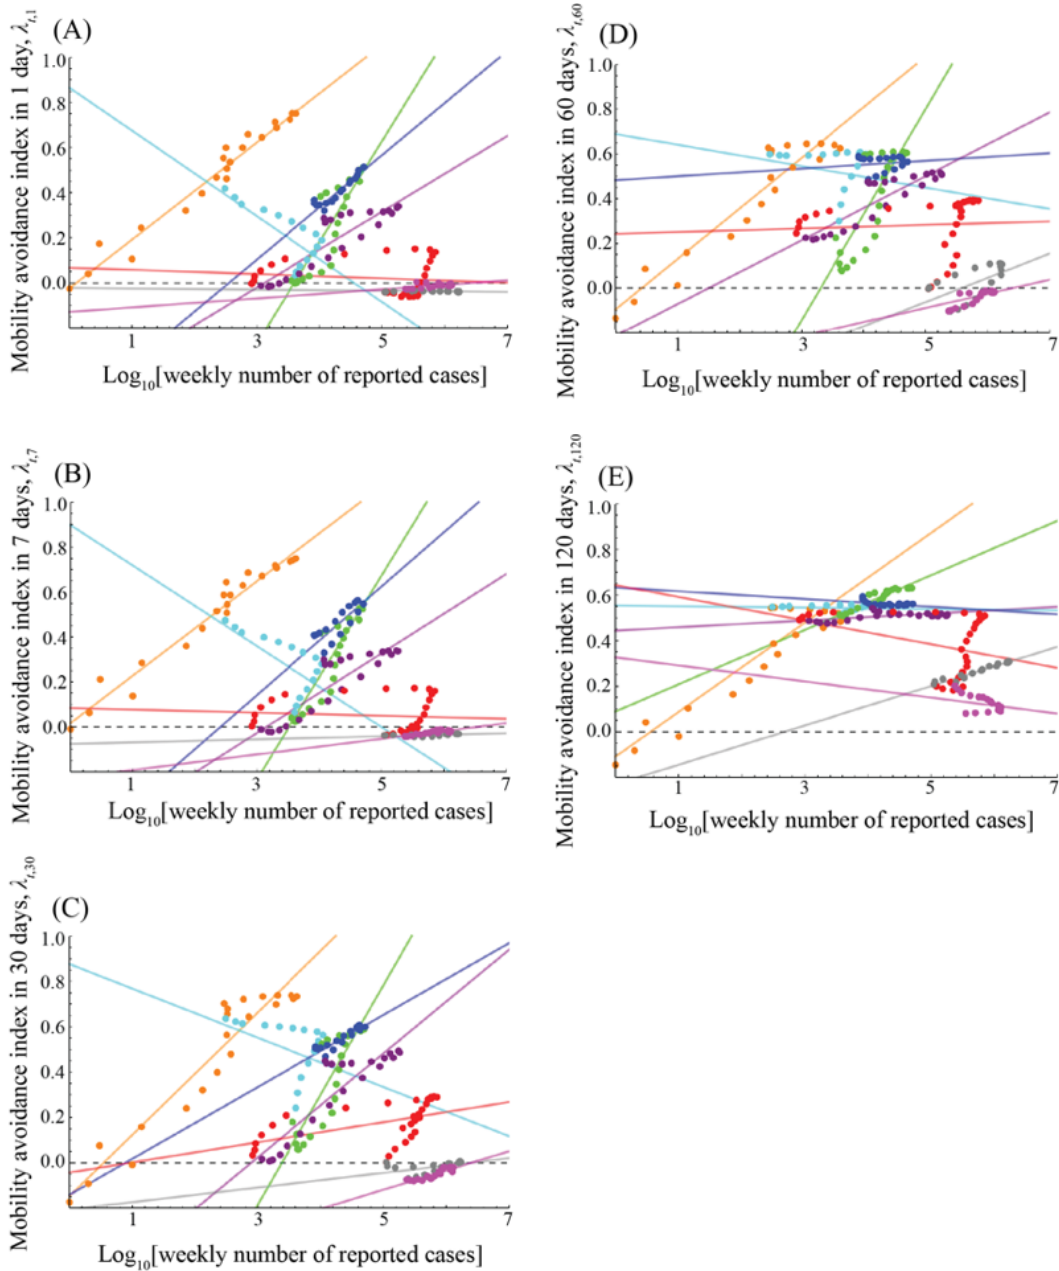 (A)
Mobility avoidance index in 1 day, λt,1
1.0
0.8
0.6
0.4
0.2
0.0
1 3 5 7
Log10[weekly number of reported cases]
(B)
Mobility avoidance index in 7 days, λt,7
1.0
0.8
0.6
0.4
0.2
0.0
1 3 5 7
Log10[weekly number of reported cases]
(C)
Mobility avoidance index in 30 days, λt,30
1.0
0.8
0.6
0.4
0.2
0.0
1 3 5 7
Log10[weekly number of reported cases]
(D)
Mobility avoidance index in 60 days, λt,60
1.0
0.8
0.6
0.4
0.2
0.0
1 3 5 7
Log10[weekly number of reported cases]
(E)
Mobility avoidance index in 120 days, λt,120
1.0
0.8
0.6
0.4
0.2
0.0
1 3 5 7
Log10[weekly number of reported cases]